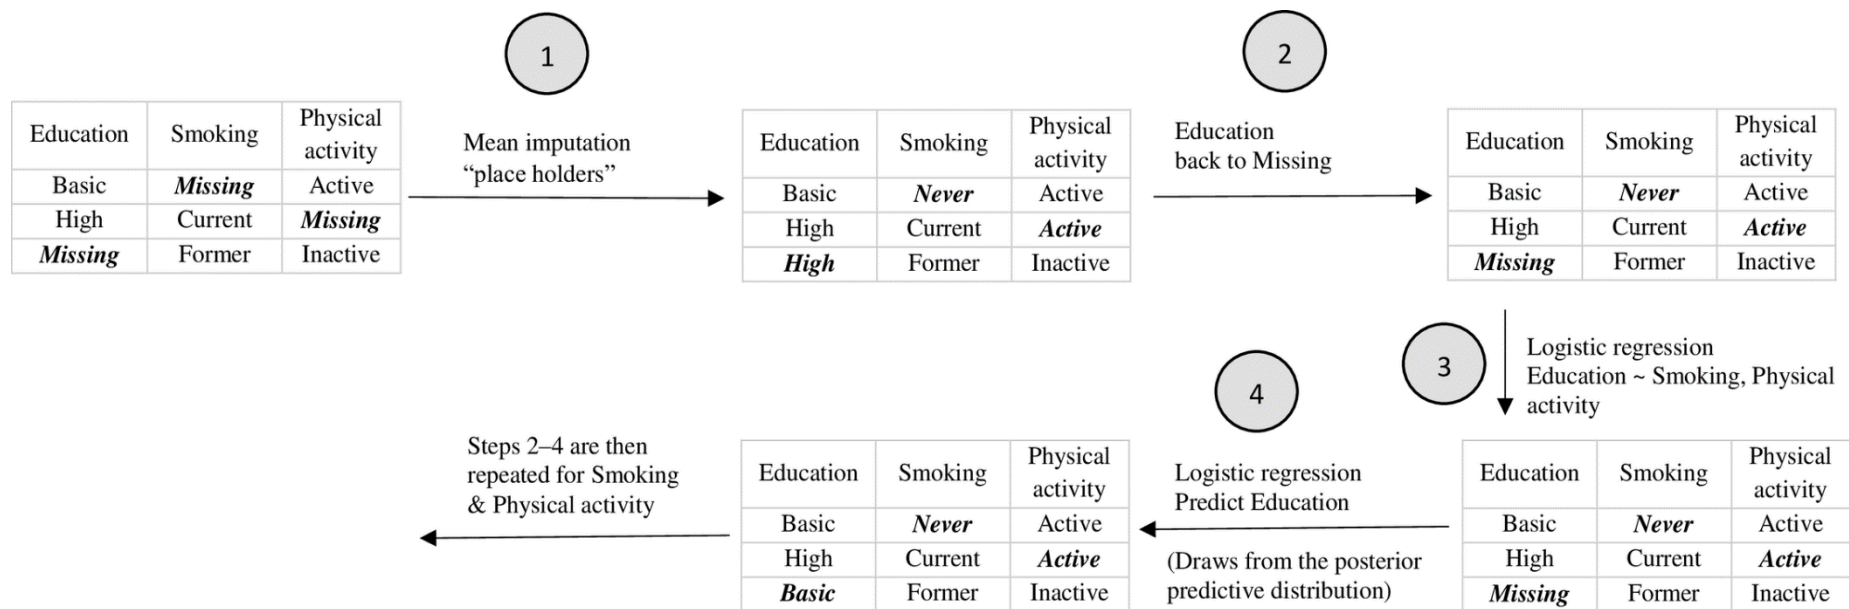 1
2
Education Smoking Physical activity
Basic Missing Active
High Current Missing
Missing Former Inactive
Mean imputation
“place holders”
Education Smoking Physical activity
Basic Never Active
High Current Active
High Former Inactive
Education
back to Missing
Education Smoking Physical activity
Basic Never Active
High Current Active
Missing Former Inactive
3
Logistic regression
Education ~ Smoking, Physical
activity
Education Smoking Physical activity
Basic Never Active
High Current Active
Missing Former Inactive
4
Logistic regression
Predict Education
(Draws from the posterior
predictive distribution)
Education Smoking Physical activity
Basic Never Active
High Current Active
Basic Former Inactive
Steps 2–4 are then
repeated for Smoking
& Physical activity